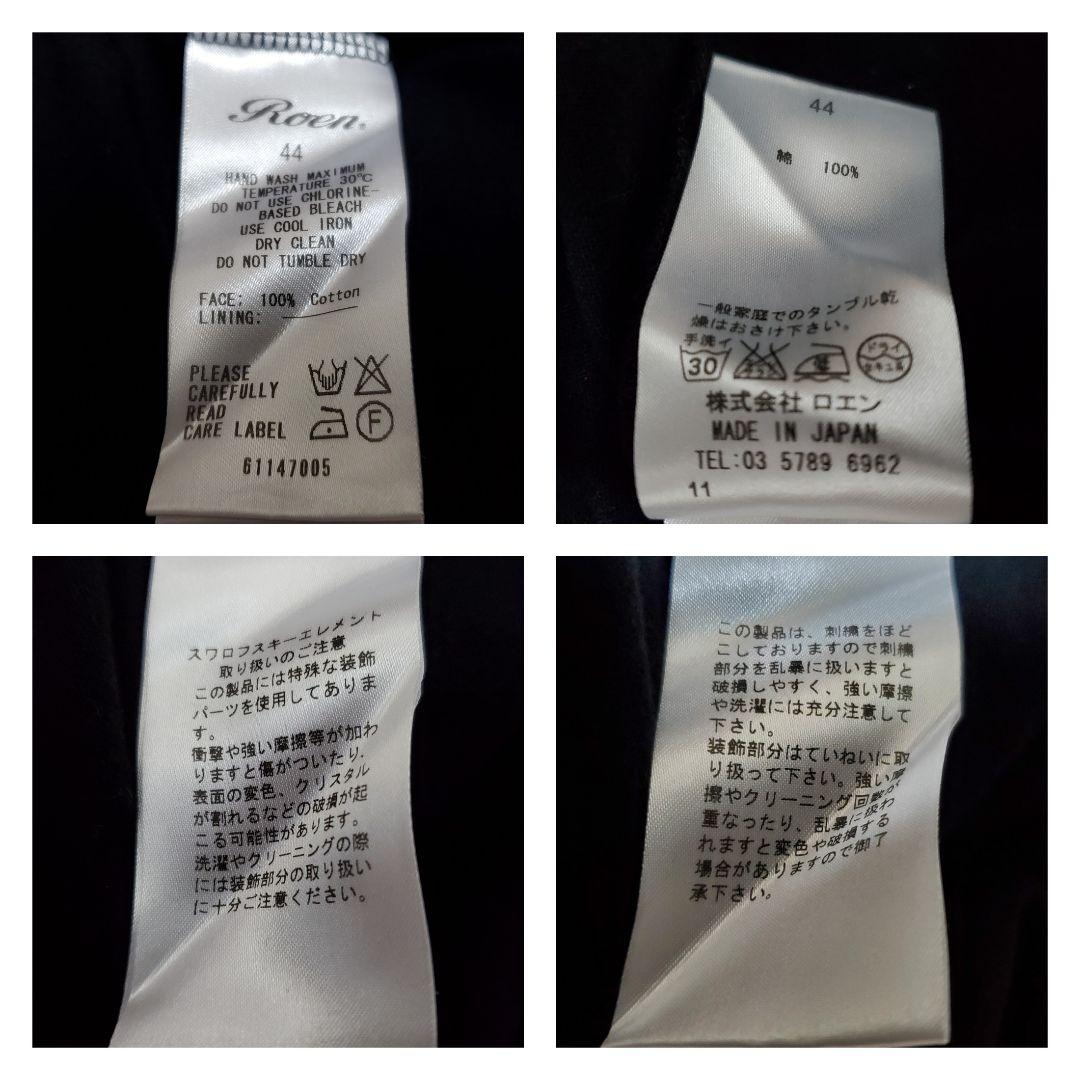 Roen.
44
HAND WASH MAXIMUM
TEMPERATURE 30℃
DO NOT USE CHLORINE-
BASED BLEACH
USE COOL IRON
DRY CLEAN
DO NOT TUMBLE DRY
FACE: 100% Cotton
LINING:
PLEASE
CAREFULLY
READ
CARE LABEL
F
61147005
44
綿 100%
一般家庭でのタンブル乾
燥はおさけ下さい。
手洗イ
30 エンソ 低 ドライ セキユ系
株式会社 ロエン
MADE IN JAPAN
TEL:03 5789 6962
11
スワロフスキーエレメント
取り扱いのご注意
この製品には特殊な装飾
パーツを使用してありま
す。
衝撃や強い摩擦等が加わ
りますと傷がついたり、
表面の変色、クリスタル
が割れるなどの破損が起
こる可能性があります。
洗濯やクリーニングの際
には装飾部分の取り扱い
に十分ご注意ください。
この製品は、刺繍をほど
こしておりますので刺繍
部分を乱暴に扱いますと
破損しやすく、強い摩擦
や洗濯には充分注意して
下さい。
装飾部分はていねいに取
り扱って下さい。強い摩
擦やクリーニング回数が
重なったり、乱暴に扱わ
れますと変色や破損する
場合がありますので御了
承下さい。